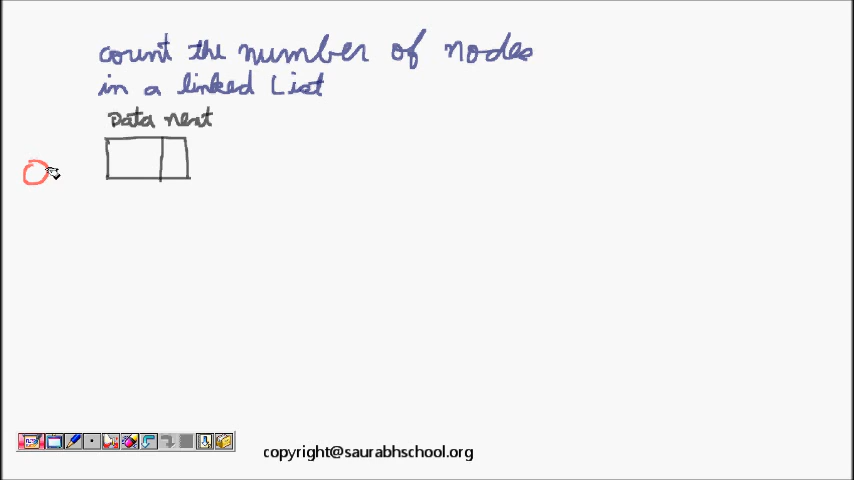 count the number of nodes
in a linked List
Data next
copyright@saurabhschool.org